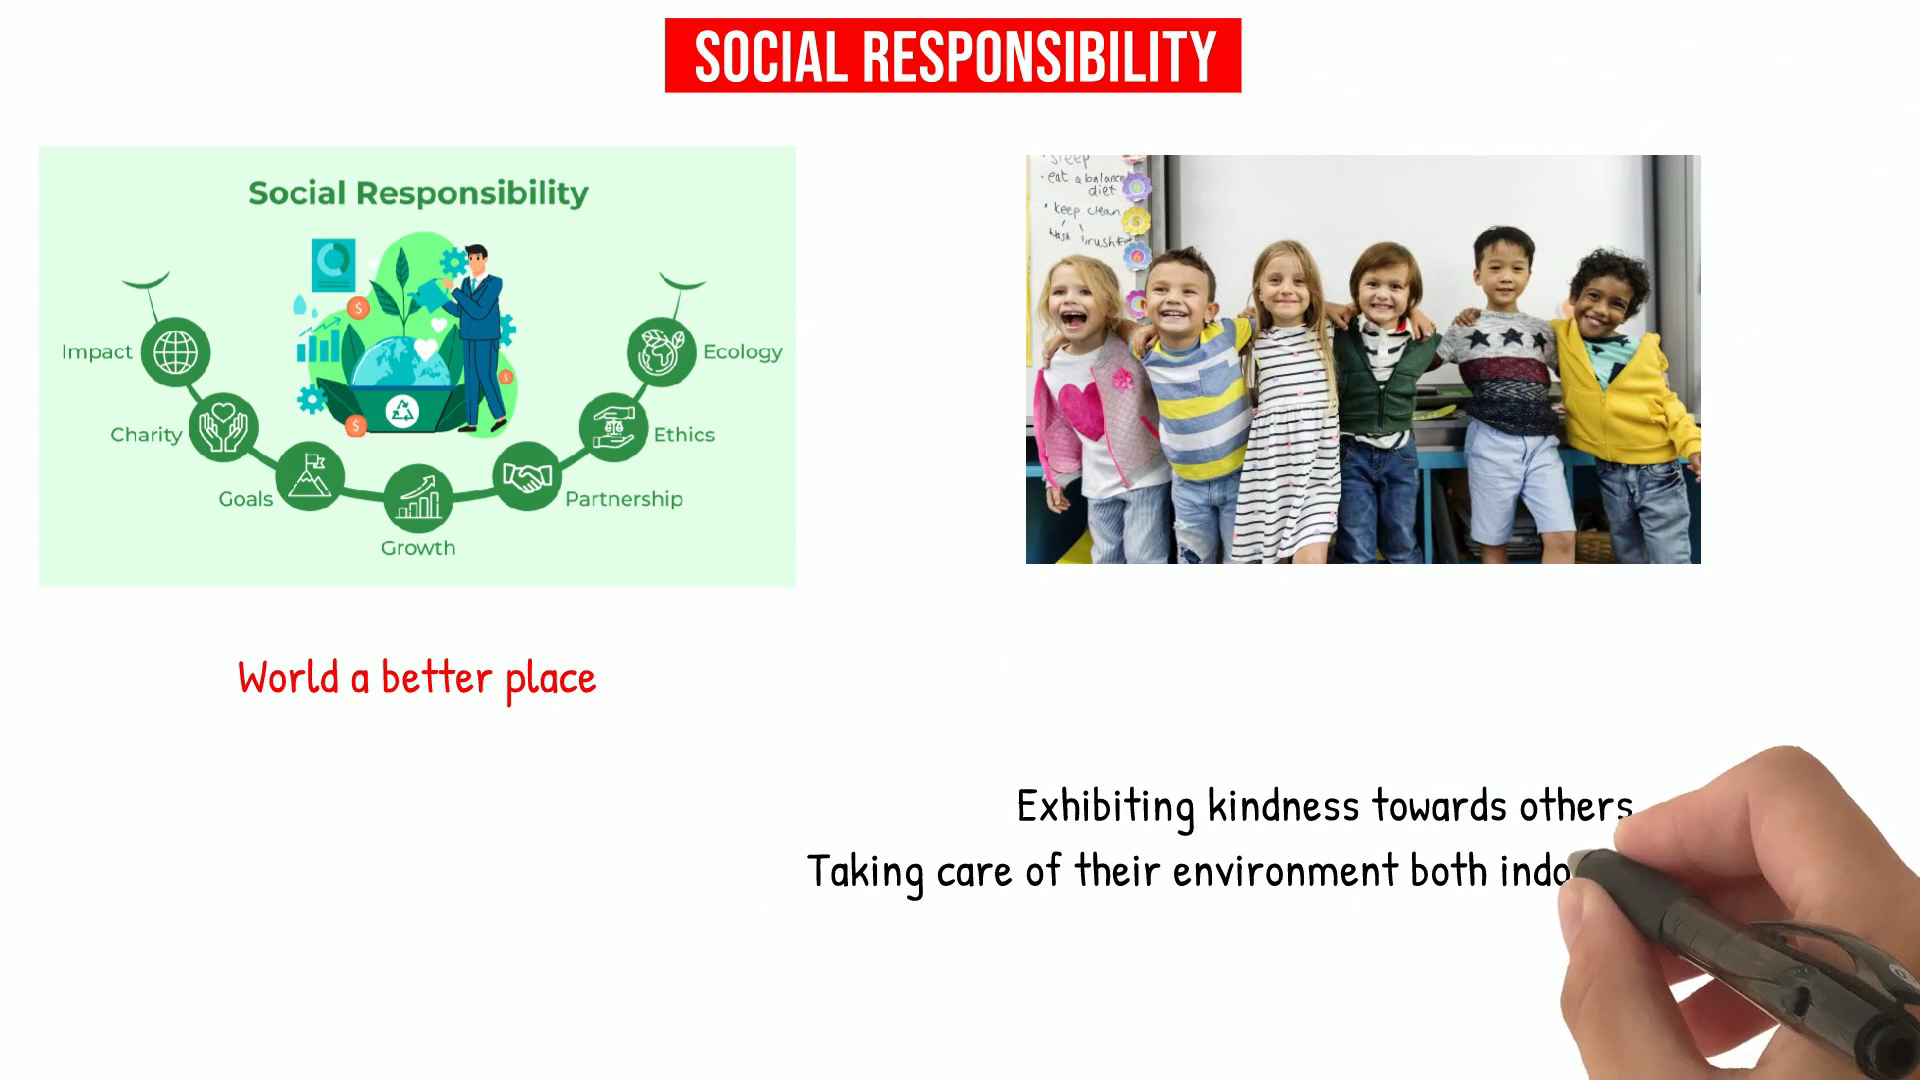 SOCIAL RESPONSIBILITY
Social Responsibility
Impact
Charity
Goals
Growth
Partnership
Ethics
Ecology
eat a balance
diet
keep clean
World a better place
Exhibiting kindness towards others
Taking care of their environment both indo